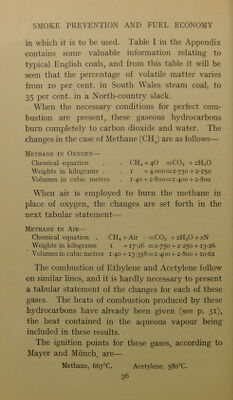 SMOKE PREVENTION AND FUEL ECONOMY
in which it is to be used. Table I in the Appendix
contains some valuable information relating to
typical English coals, and from this table it will be
seen that the percentage of volatile matter varies
from 10 per cent. in South Wales steam coal, to
35 per cent. in a North-country slack.
When the necessary conditions for perfect com-
bustion are present, these gaseous hydrocarbons
burn completely to carbon dioxide and water. The
changes in the case of Methane (CH₄) are as follows—
METHANE IN OXYGEN—
Chemical equation . . CH₄ + 4O =CO₂ + 2H₂O
Weights in kilograms . . 1 + 4·000=2·750 + 2·250
Volumes in cubic metres . 1·40 + 2·800=1·400 + 2·800
When air is employed to burn the methane in
place of oxygen, the changes are set forth in the
next tabular statement—
METHANE IN AIR—
Chemical equation . CH₄ + Air =CO₂ + 2H₂O + 2N
Weights in kilograms 1 + 17·26 =2·750 + 2·250 + 13·26
Volumes in cubic metres 1·40 + 13·358=1·400 + 2·800 + 10·62
The combustion of Ethylene and Acetylene follow
on similar lines, and it is hardly necessary to present
a tabular statement of the changes for each of these
gases. The heats of combustion produced by these
hydrocarbons have already been given (see p. 31),
the heat contained in the aqueous vapour being
included in these results.
The ignition points for these gases, according to
Mayer and Münch, are—
Methane, 667°C. Acetylene, 580°C.
36